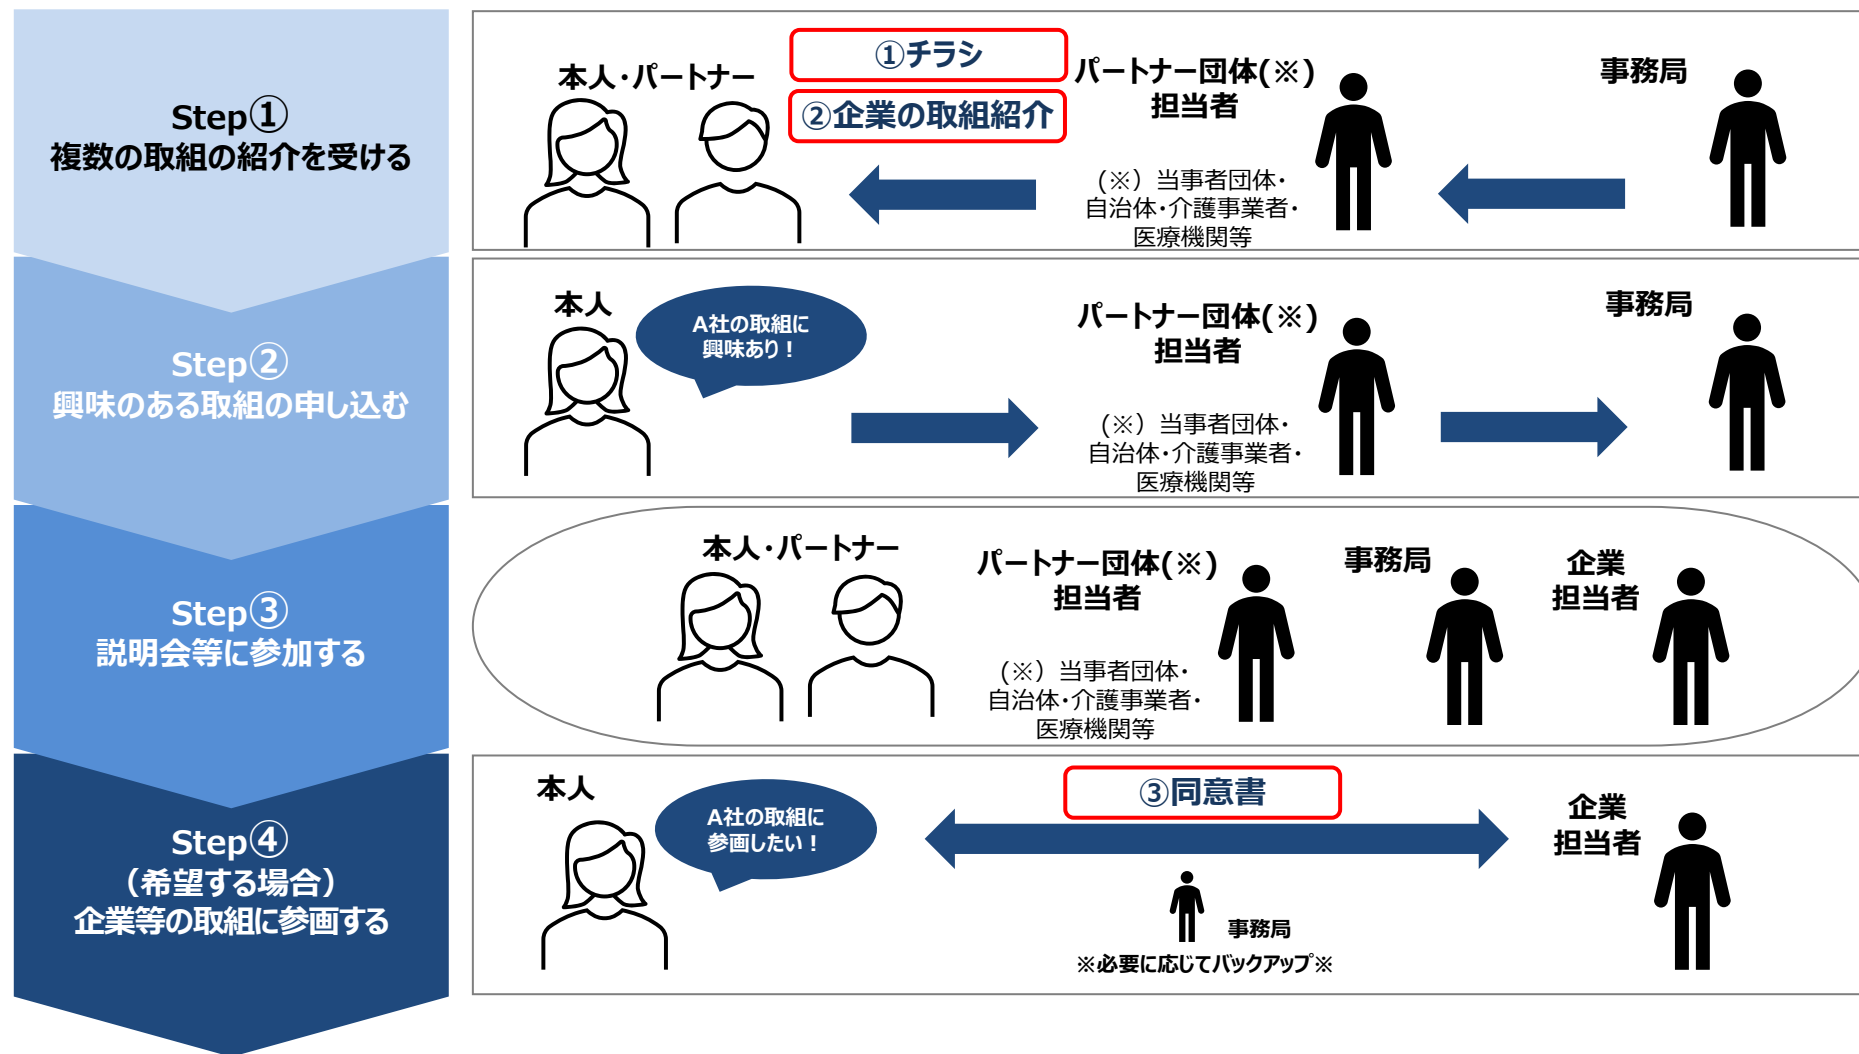 Step①
複数の取組の紹介を受ける
本人・パートナー
①チラシ
②企業の取組紹介
パートナー団体(※)
担当者
(※) 当事者団体・
自治体・介護事業者・
医療機関等
事務局
Step②
興味のある取組の申し込む
本人
A社の取組に
興味あり！
パートナー団体(※)
担当者
(※) 当事者団体・
自治体・介護事業者・
医療機関等
事務局
Step③
説明会等に参加する
本人・パートナー
パートナー団体(※)
担当者
(※) 当事者団体・
自治体・介護事業者・
医療機関等
事務局
企業
担当者
Step④
（希望する場合）
企業等の取組に参画する
本人
A社の取組に
参画したい！
③同意書
事務局
※必要に応じてバックアップ※
企業
担当者